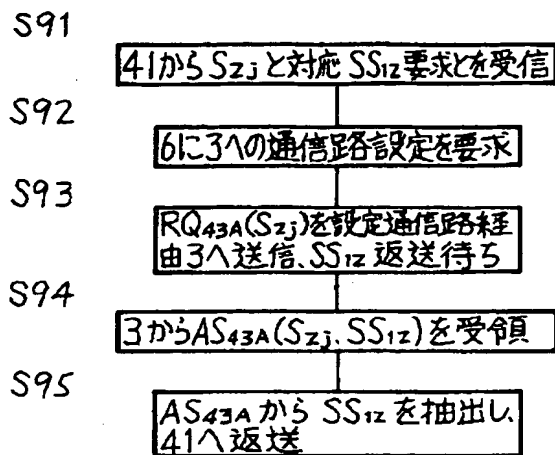 S91
41からSzjと対応SS1z要求とを受信
S92
6に3への通信路設定を要求
S93
RQ43A(Szj)を設定通信路経
由3へ送信、SS1z返送待ち
S94
3からAS43A(Szj、SS1z)を受領
S95
AS43AからSS1zを抽出し、
41へ返送